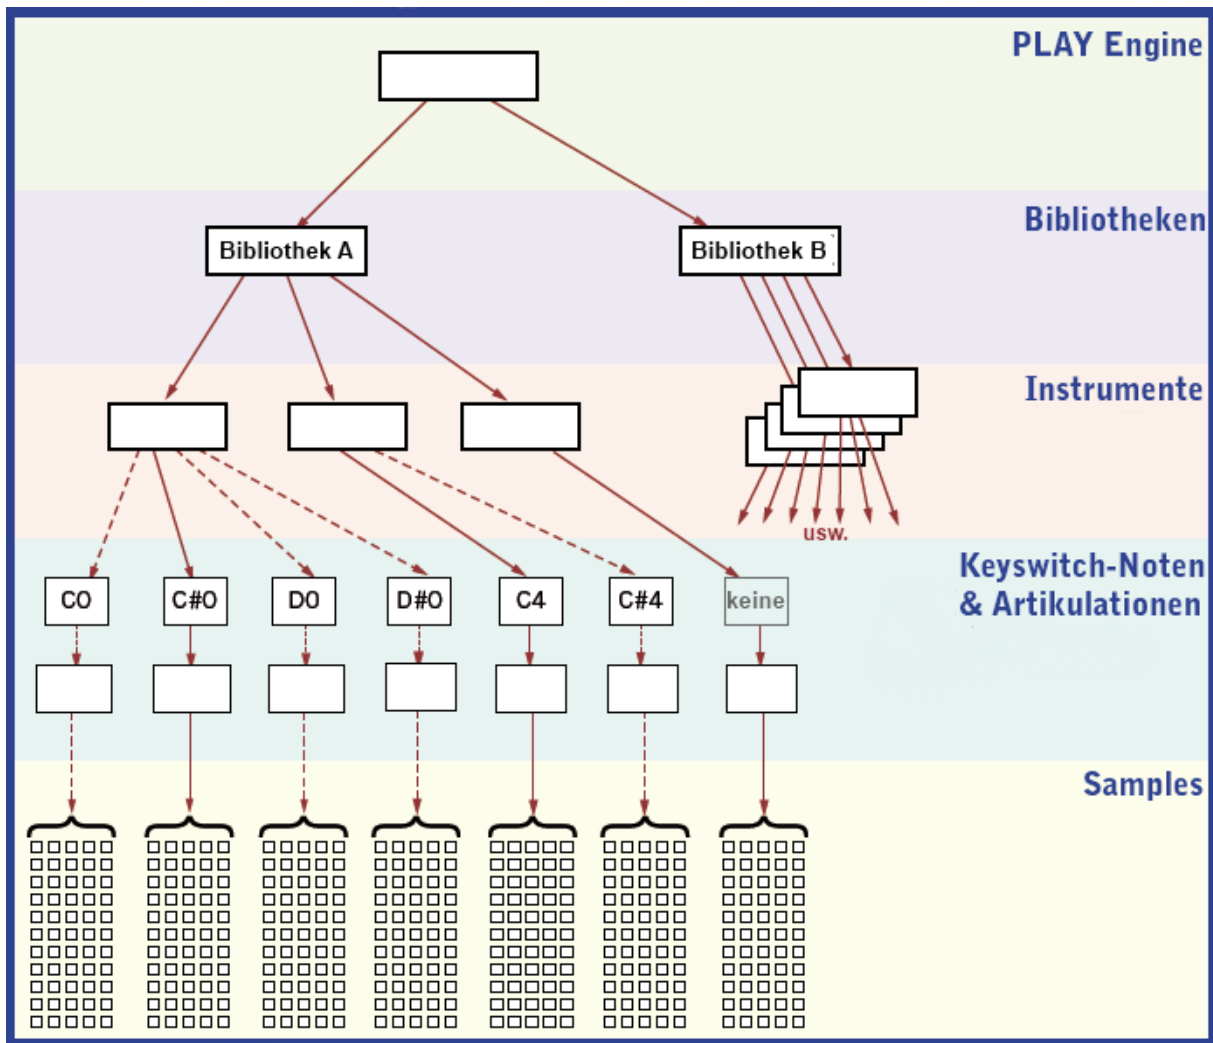 PLAY Engine
Bibliotheken
Bibliothek A
Bibliothek B
Instrumente
usw.
Keyswitch-Noten
& Artikulationen
C0
C#0
D0
D#0
C4
C#4
keine
Samples